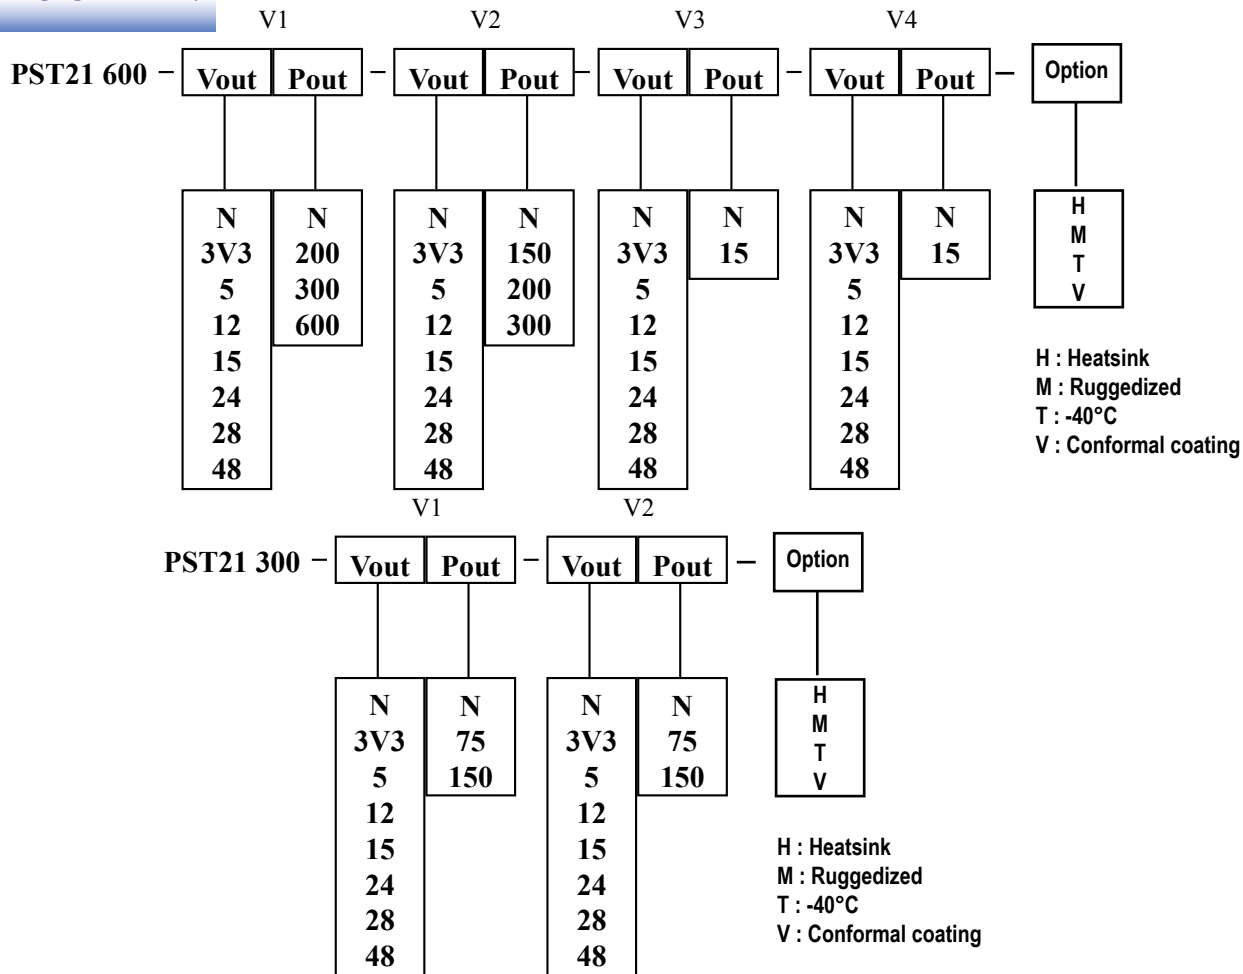 V1 V2 V3 V4
PST21 600 – Vout Pout – Vout Pout – Vout Pout – Vout Pout – Option
N N N N N N N N H
3V3 200 3V3 150 3V3 15 3V3 15 M
5 300 5 200 5 5 T
12 600 12 300 12 12 V
15 15 15 15
24 24 24 24
28 28 28 28
48 48 48 48
H : Heatsink
M : Ruggedized
T : -40°C
V : Conformal coating
V1 V2
PST21 300 – Vout Pout – Vout Pout – Option
N N N N H
3V3 75 3V3 75 M
5 150 5 150 T
12 12 V
15 15
24 24
28 28
48 48
H : Heatsink
M : Ruggedized
T : -40°C
V : Conformal coating